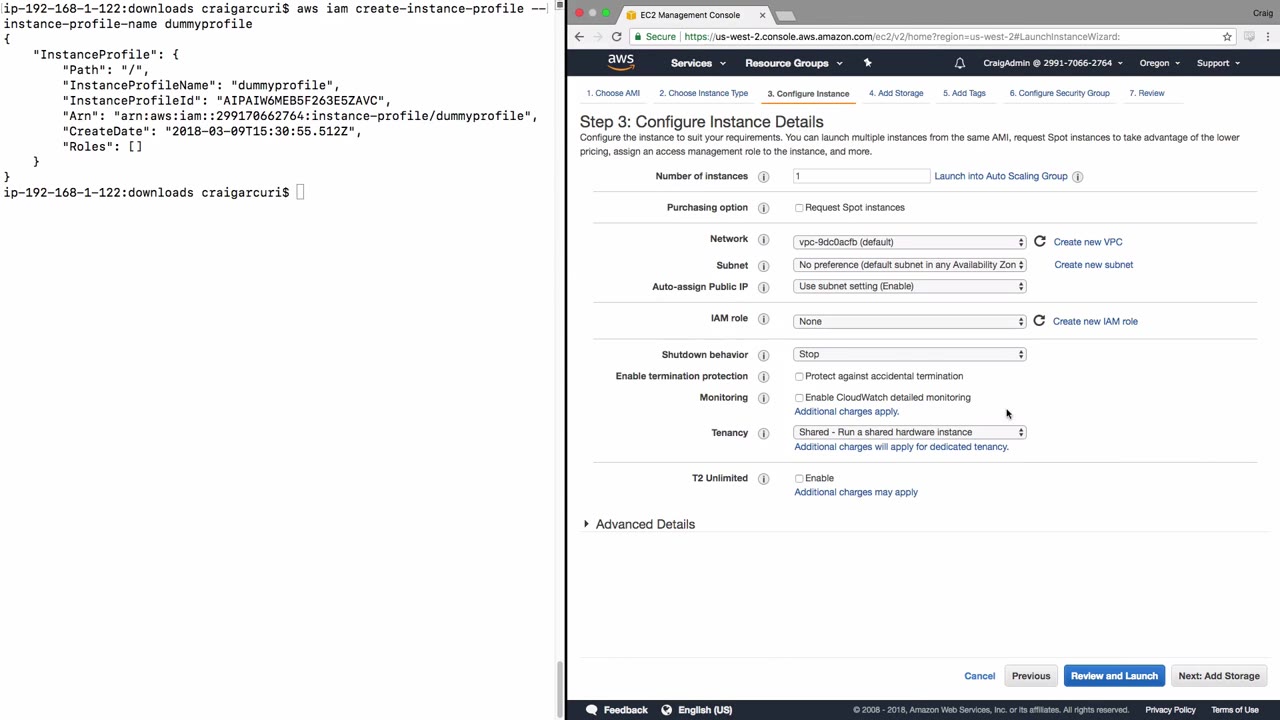 ip-192-168-1-122:downloads craigarcuri$ aws iam create-instance-profile --
instance-profile-name dummyprofile
{
    "InstanceProfile": {
        "Path": "/",
        "InstanceProfileName": "dummyprofile",
        "InstanceProfileId": "AIPAIW6MEB5F263E5ZAVC",
        "Arn": "arn:aws:iam::299170662764:instance-profile/dummyprofile",
        "CreateDate": "2018-03-09T15:30:55.512Z",
        "Roles": []
    }
}
ip-192-168-1-122:downloads craigarcuri$
EC2 Management Console
Craig
Secure https://us-west-2.console.aws.amazon.com/ec2/v2/home?region=us-west-2#LaunchInstanceWizard:
aws Services Resource Groups CraigAdmin @ 2991-7066-2764 Oregon Support
1. Choose AMI 2. Choose Instance Type 3. Configure Instance 4. Add Storage 5. Add Tags 6. Configure Security Group 7. Review
Step 3: Configure Instance Details
Configure the instance to suit your requirements. You can launch multiple instances from the same AMI, request Spot instances to take advantage of the lower
pricing, assign an access management role to the instance, and more.
Number of instances 1 Launch into Auto Scaling Group
Purchasing option Request Spot instances
Network vpc-9dc0acfb (default) Create new VPC
Subnet No preference (default subnet in any Availability Zon Create new subnet
Auto-assign Public IP Use subnet setting (Enable)
IAM role None Create new IAM role
Shutdown behavior Stop
Enable termination protection Protect against accidental termination
Monitoring Enable CloudWatch detailed monitoring
Additional charges apply.
Tenancy Shared - Run a shared hardware instance
Additional charges will apply for dedicated tenancy.
T2 Unlimited Enable
Additional charges may apply
Advanced Details
Cancel Previous Review and Launch Next: Add Storage
Feedback English (US) © 2008 - 2018, Amazon Web Services, Inc. or its affiliates. All rights reserved. Privacy Policy Terms of Use